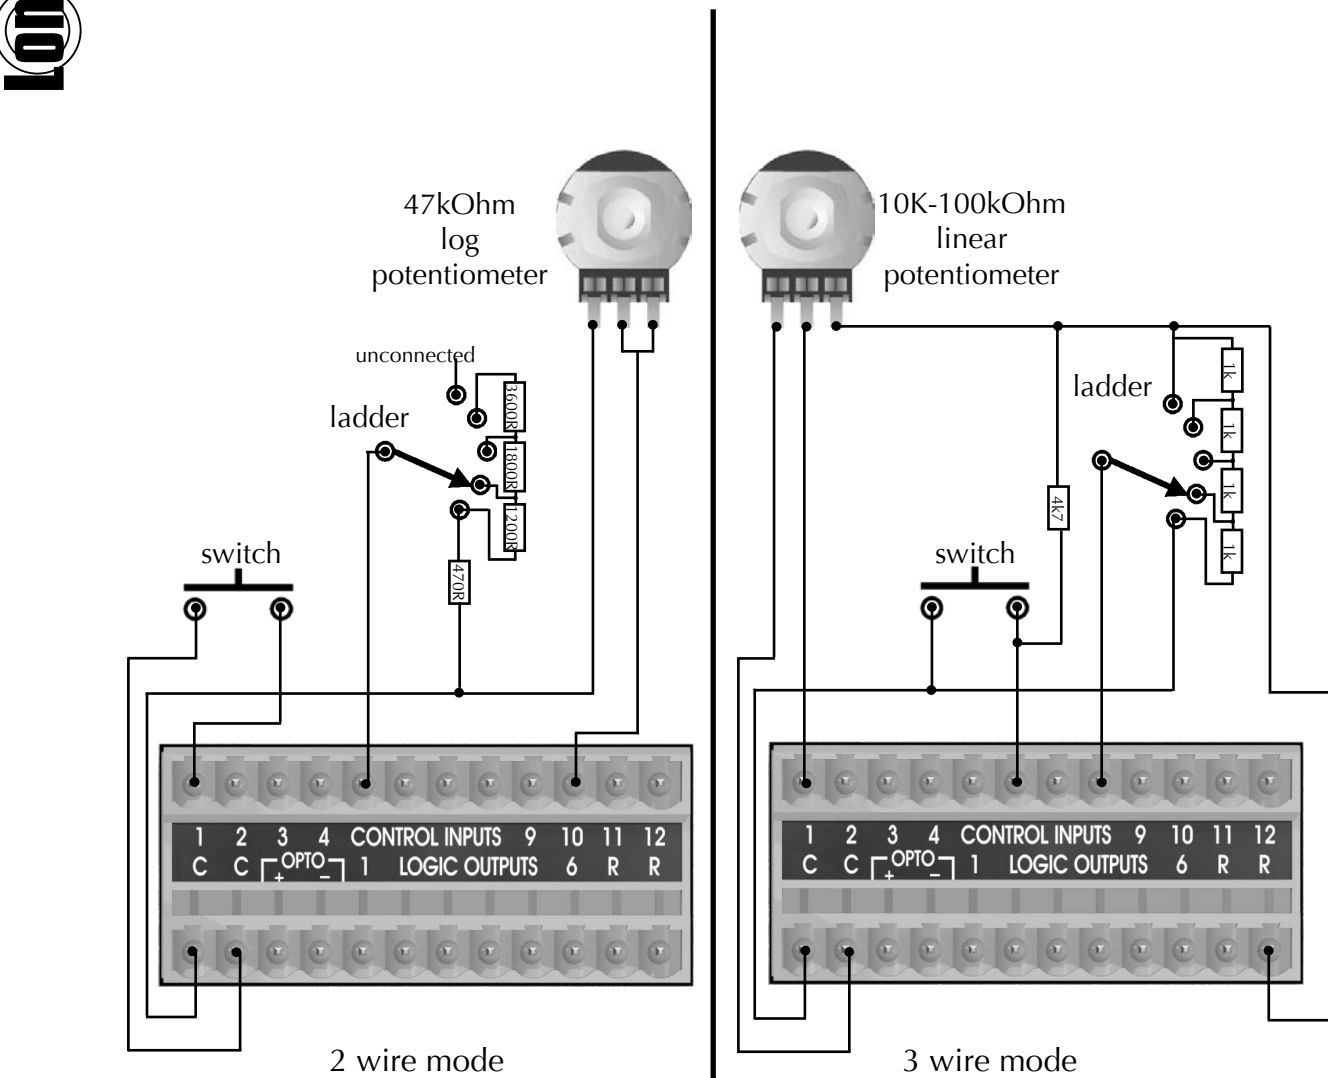 Lon
47kOhm
log
potentiometer
unconnected
ladder
3600R
1800R
1200R
470R
switch
1 2 3 4 CONTROL INPUTS 9 10 11 12
C C OPTO 1 LOGIC OUTPUTS 6 R R
+ −
2 wire mode
10K-100kOhm
linear
potentiometer
ladder
1k
1k
1k
1k
4k7
switch
1 2 3 4 CONTROL INPUTS 9 10 11 12
C C OPTO 1 LOGIC OUTPUTS 6 R R
+ −
3 wire mode